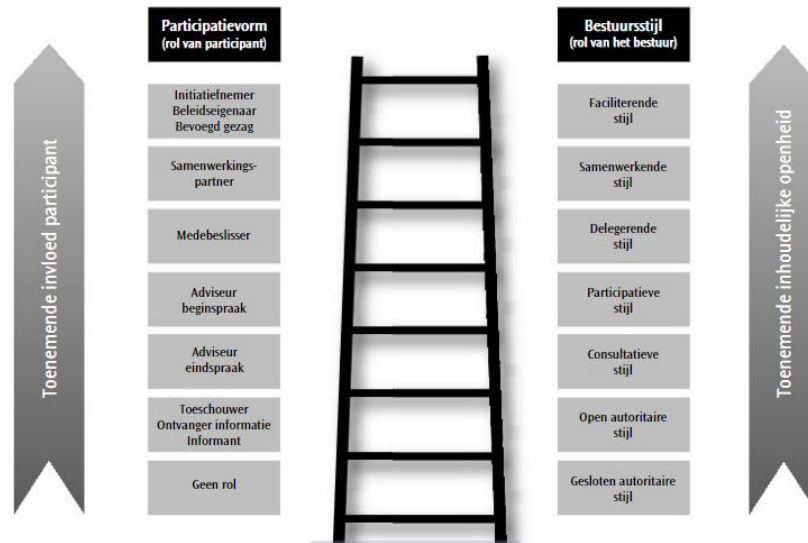 Participatievorm
(rol van participant)
Initiatiefnemer
Beleidseigenaar
Bevoegd gezag
Samenwerkings-
partner
Medebeslisser
Adviseur
beginspraak
Adviseur
eindspraak
Toeschouwer
Ontvanger informatie
Informant
Geen rol
Bestuursstijl
(rol van het bestuur)
Faciliterende
stijl
Samenwerkende
stijl
Delegerende
stijl
Participatieve
stijl
Consultatieve
stijl
Open autoritaire
stijl
Gesloten autoritaire
stijl
Toenemende invloed participant
Toenemende inhoudelijke openheid